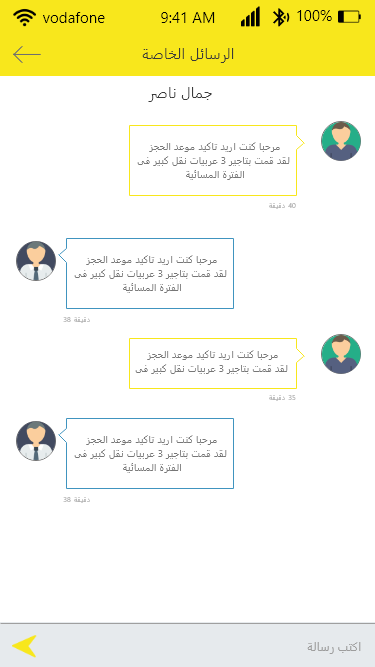 vodafone 9:41 AM 100%
الرسائل الخاصة
جمال ناصر
مرحبا كنت اريد تاكيد موعد الحجز
لقد قمت بتاجير 3 عربيات نقل كبير فى
الفترة المسائية
40 دقيقة
مرحبا كنت اريد تاكيد موعد الحجز
لقد قمت بتاجير 3 عربيات نقل كبير فى
الفترة المسائية
38 دقيقة
مرحبا كنت اريد تاكيد موعد الحجز
لقد قمت بتاجير 3 عربيات نقل كبير فى
35 دقيقة
مرحبا كنت اريد تاكيد موعد الحجز
لقد قمت بتاجير 3 عربيات نقل كبير فى
الفترة المسائية
38 دقيقة
اكتب رسالة